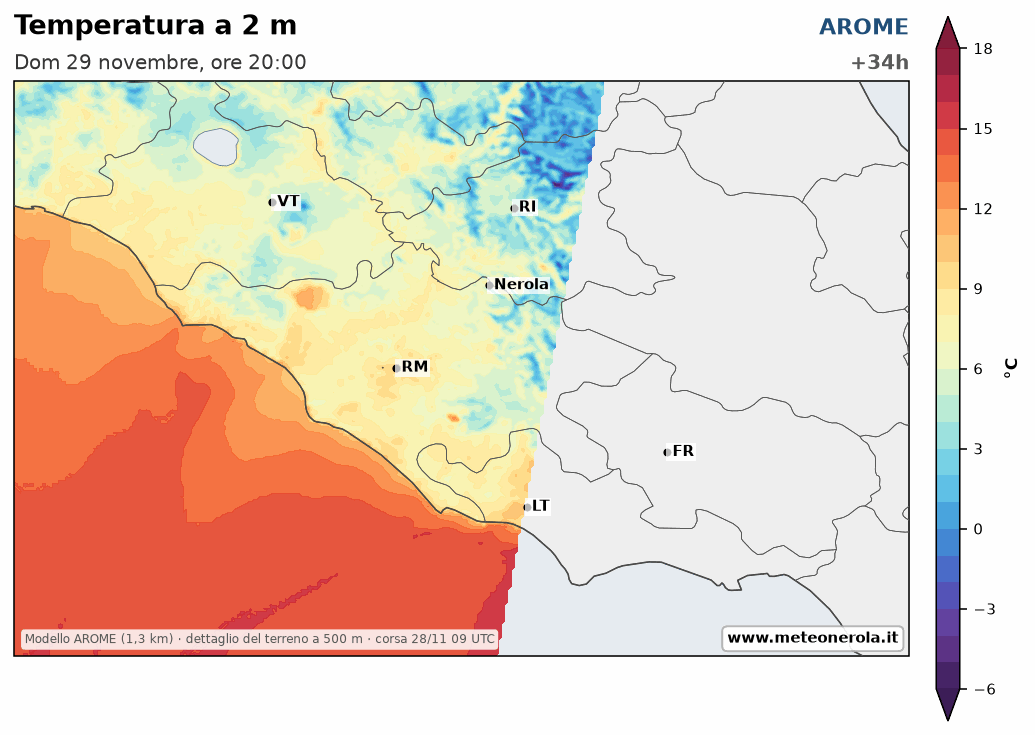 Temperatura a 2 m
AROME
Dom 29 novembre, ore 20:00
+34h
VT
RI
Nerola
RM
FR
LT
Modello AROME (1,3 km) · dettaglio del terreno a 500 m · corsa 28/11 09 UTC
www.meteonerola.it
18
15
12
9
6
3
0
−3
−6
°C